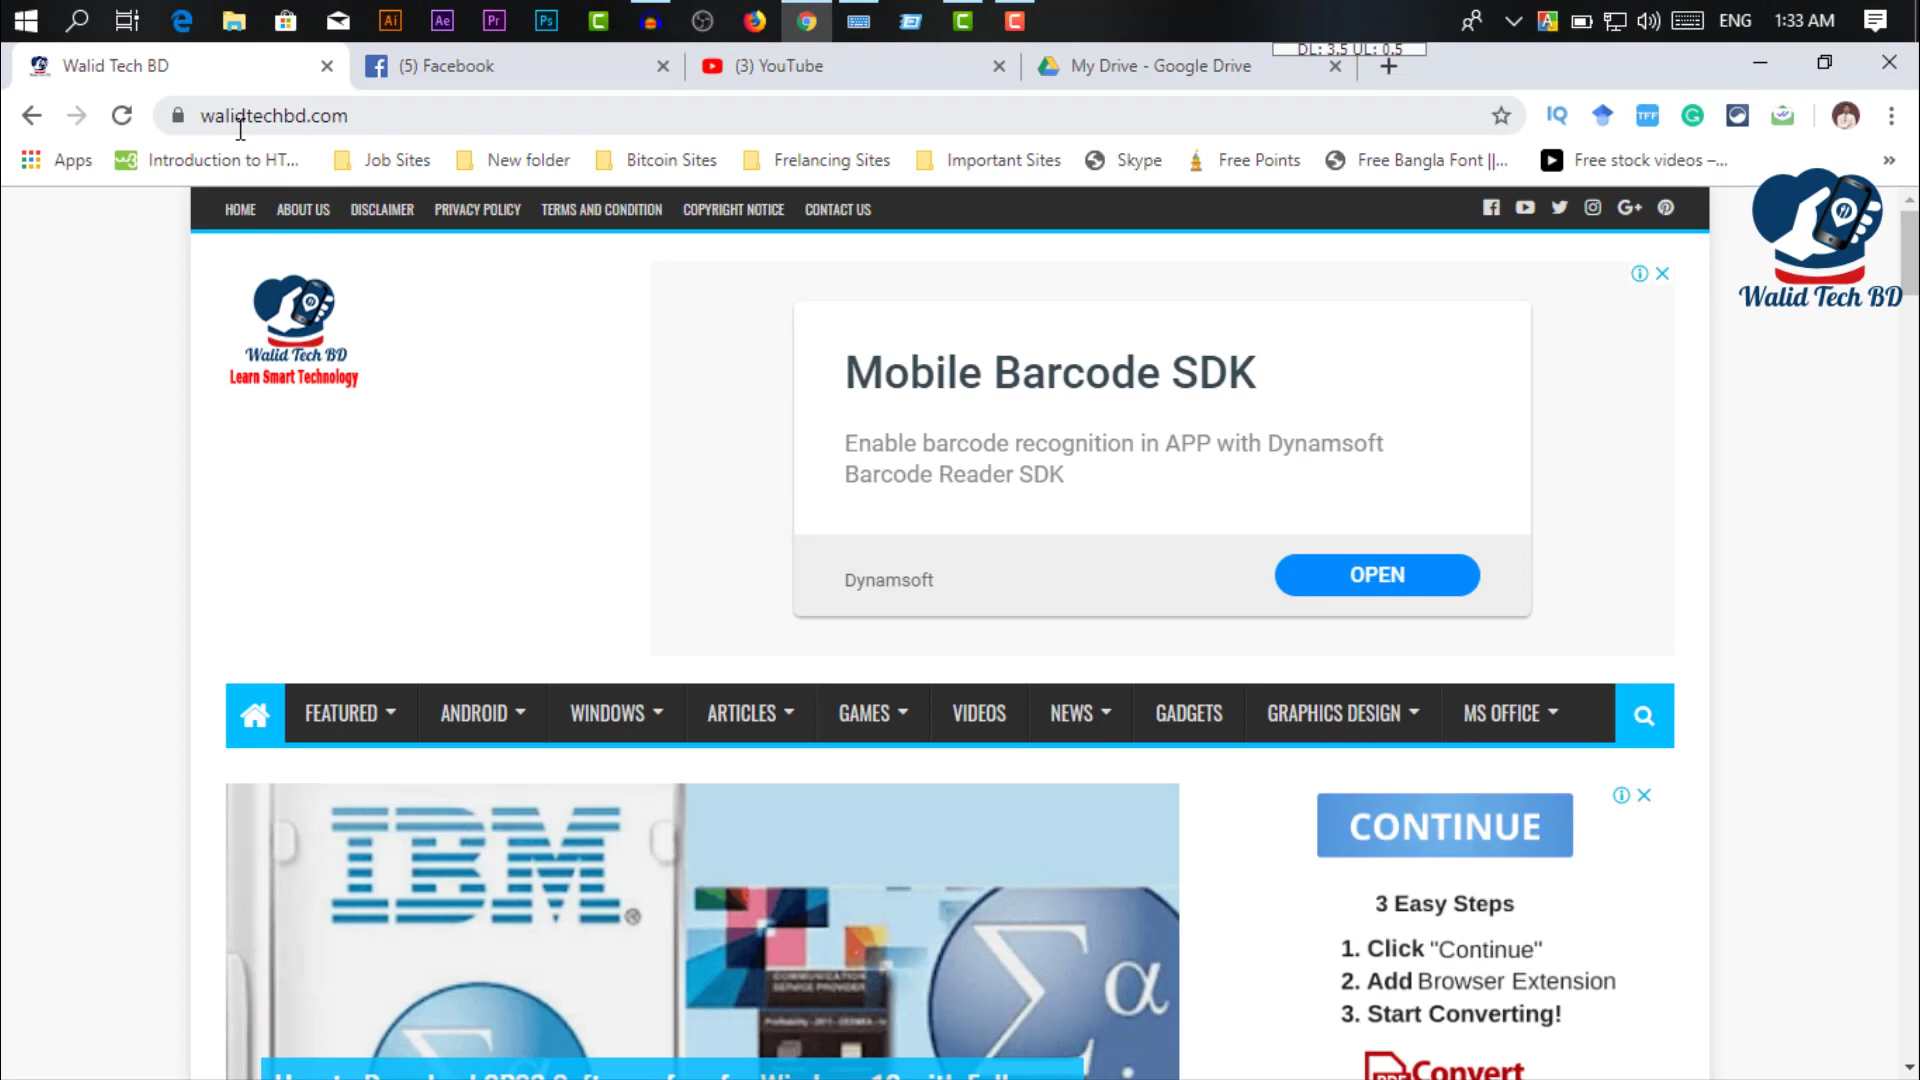 Ai Ae Pr Ps C C C A ENG 1:33 AM
DL: 3.5 UL: 0.5
Walid Tech BD (5) Facebook (3) YouTube My Drive - Google Drive
walidtechbd.com IQ TFF
Apps Introduction to HT... Job Sites New folder Bitcoin Sites Frelancing Sites Important Sites Skype Free Points Free Bangla Font ||... Free stock videos –... »
HOME ABOUT US DISCLAIMER PRIVACY POLICY TERMS AND CONDITION COPYRIGHT NOTICE CONTACT US G+
Walid Tech BD
Walid Tech BD
Learn Smart Technology
Mobile Barcode SDK
Enable barcode recognition in APP with Dynamsoft
Barcode Reader SDK
Dynamsoft OPEN
FEATURED ANDROID WINDOWS ARTICLES GAMES VIDEOS NEWS GADGETS GRAPHICS DESIGN MS OFFICE
IBM®
COMMUNICATION
SERVICE PROVIDER
Σ α
CONTINUE
3 Easy Steps
1. Click "Continue"
2. Add Browser Extension
3. Start Converting!
Convert